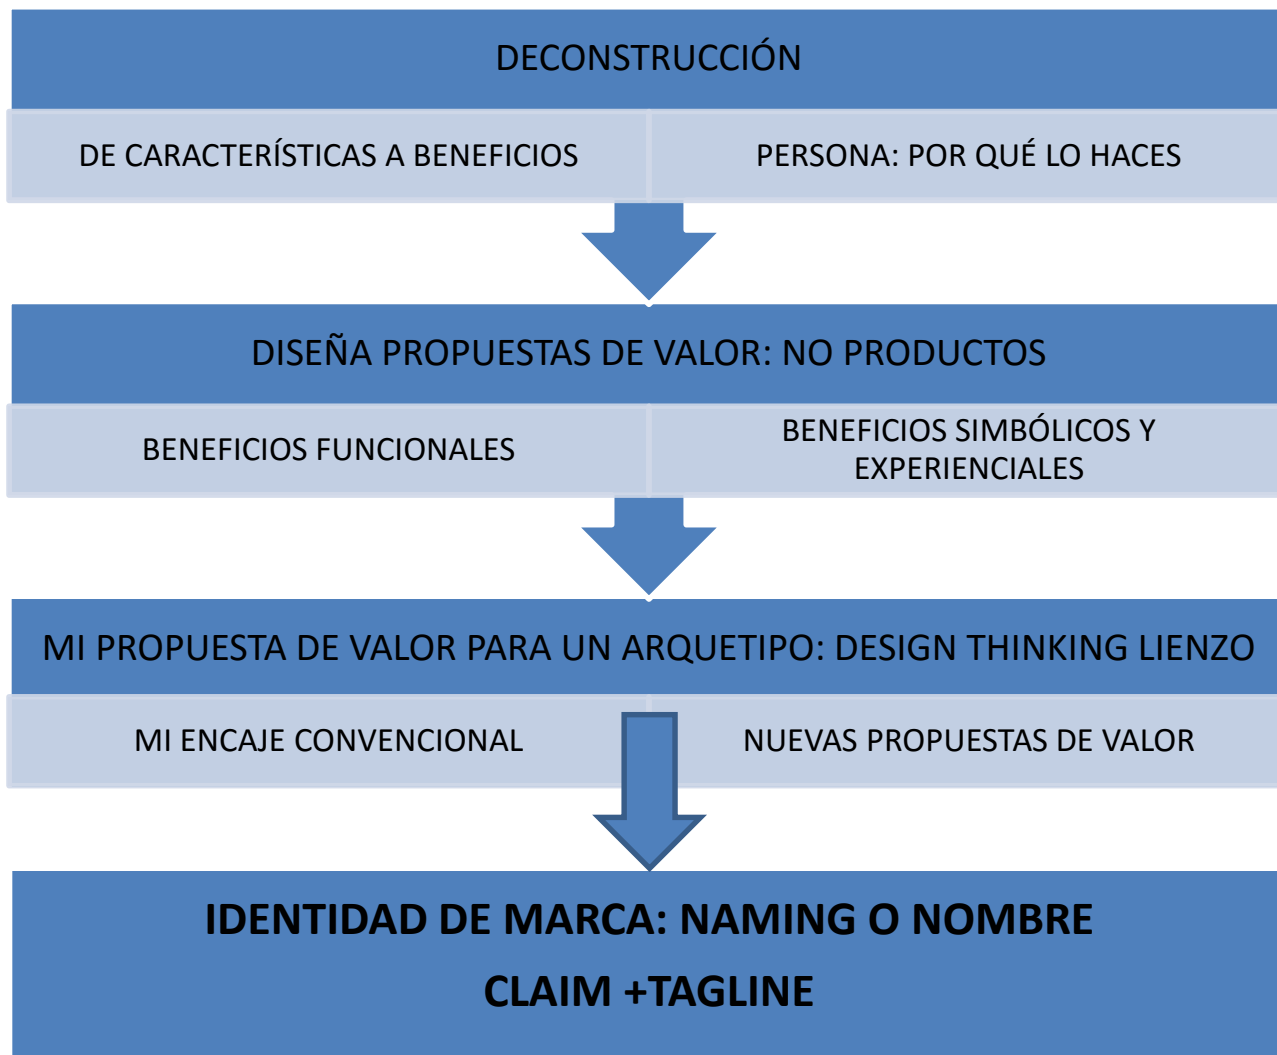 DECONSTRUCCIÓN
DE CARACTERÍSTICAS A BENEFICIOS
PERSONA: POR QUÉ LO HACES
DISEÑA PROPUESTAS DE VALOR: NO PRODUCTOS
BENEFICIOS FUNCIONALES
BENEFICIOS SIMBÓLICOS Y
EXPERIENCIALES
MI PROPUESTA DE VALOR PARA UN ARQUETIPO: DESIGN THINKING LIENZO
MI ENCAJE CONVENCIONAL
NUEVAS PROPUESTAS DE VALOR
IDENTIDAD DE MARCA: NAMING O NOMBRE
CLAIM +TAGLINE